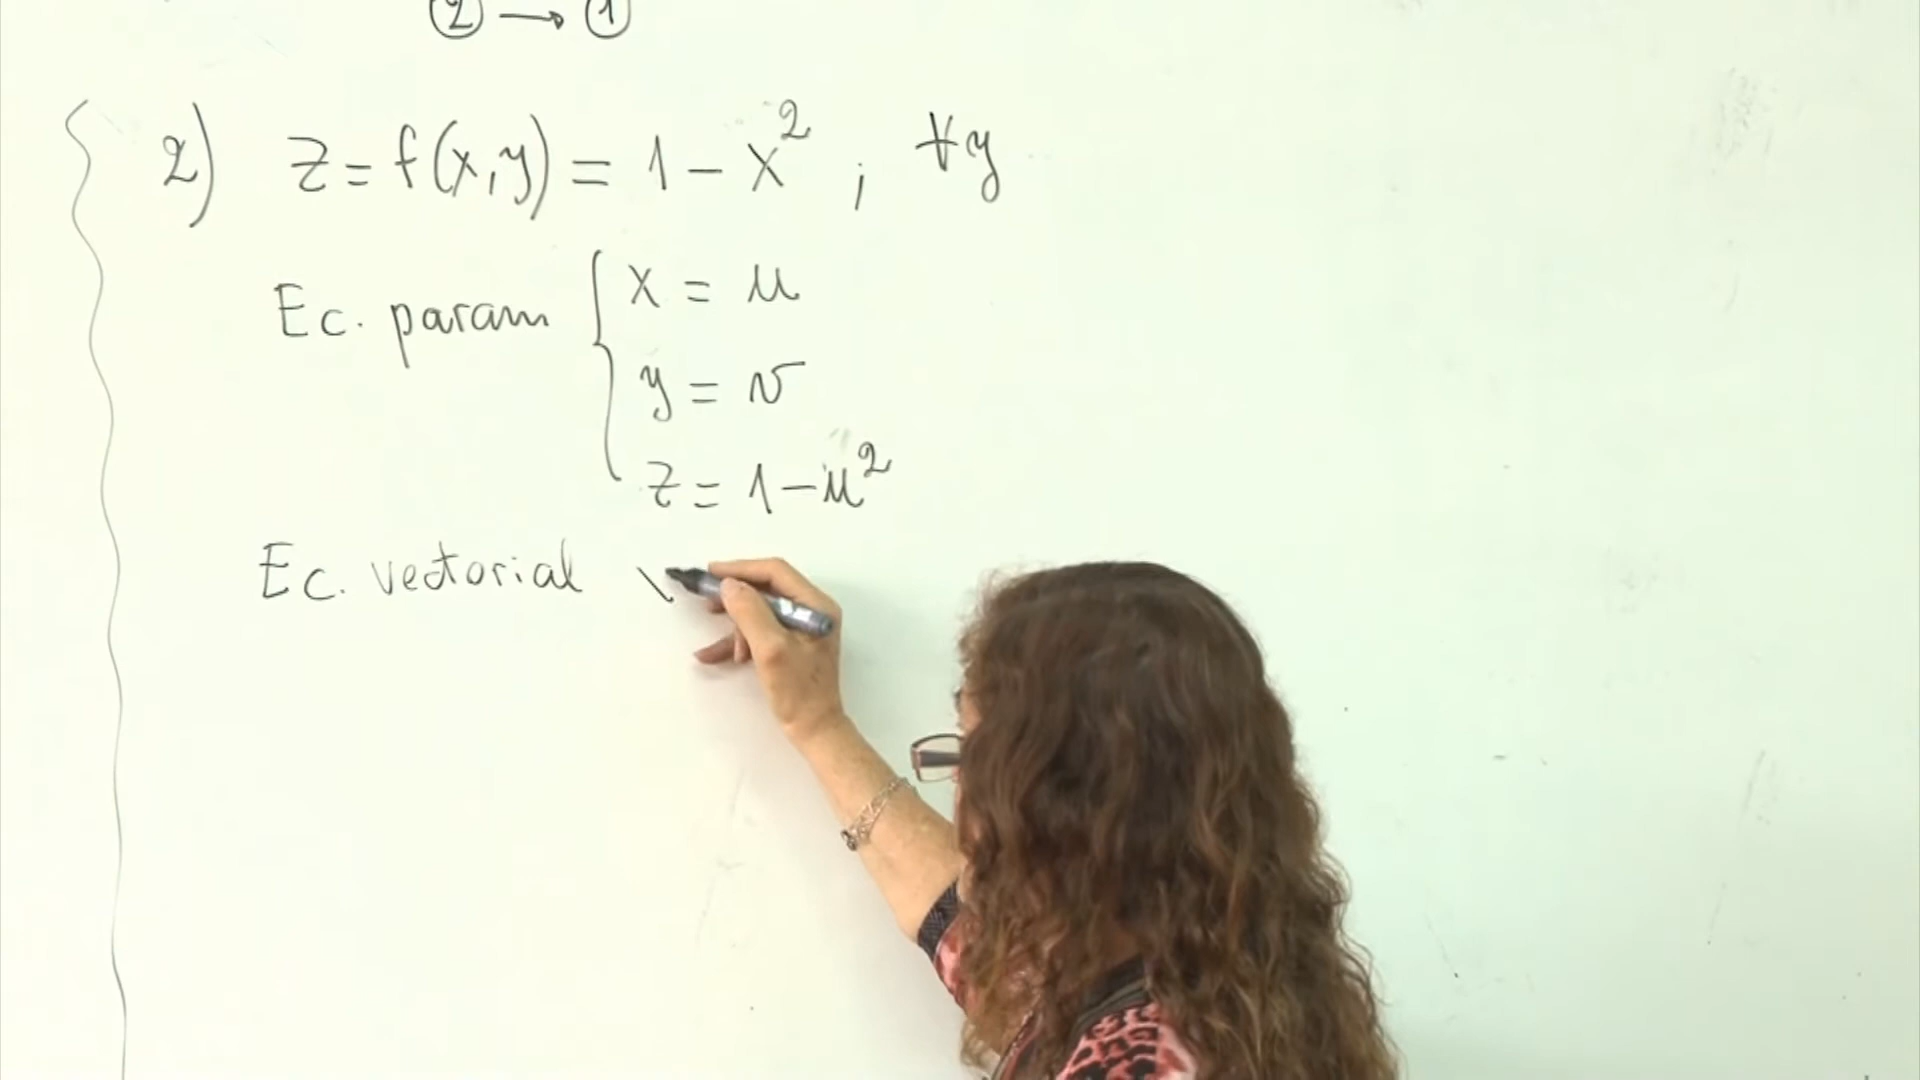 ② → ①
2) z = f(x,y) = 1 - x² ; ∀y
Ec. param { x = u
y = v
z = 1 - u²
Ec. vectorial \